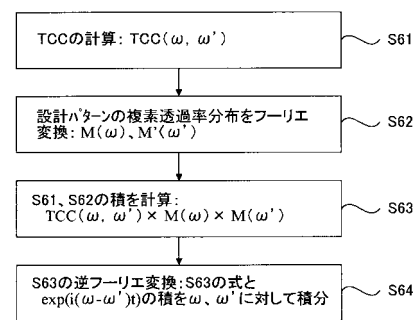 TCCの計算: TCC(ω, ω')
S61
設計パターンの複素透過率分布をフーリエ
変換: M(ω)、M'(ω')
S62
S61、S62の積を計算:
TCC(ω, ω')×M(ω)×M(ω')
S63
S63の逆フーリエ変換:S63の式と
exp(i(ω-ω')t)の積をω、ω'に対して積分
S64